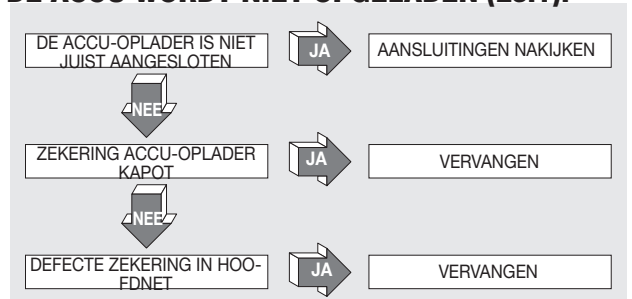 DE ACCU WORDT NIET OPGELADEN (ES..).
DE ACCU-OPLADER IS NIET
JUIST AANGESLOTEN
JA
AANSLUITINGEN NAKIJKEN
NEE
ZEKERING ACCU-OPLADER
KAPOT
JA
VERVANGEN
NEE
DEFECTE ZEKERING IN HOO-
FDNET
JA
VERVANGEN